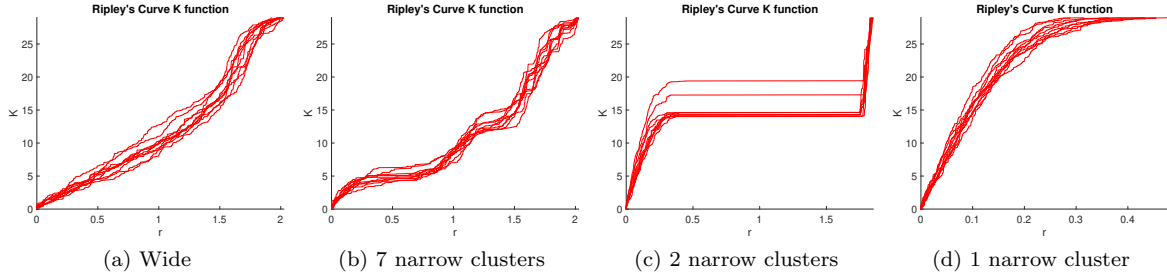 Ripley's Curve K function
25
20
15
10
5
0
K
0 0.5 1 1.5 2
r
(a) Wide
Ripley's Curve K function
25
20
15
10
5
0
K
0 0.5 1 1.5 2
r
(b) 7 narrow clusters
Ripley's Curve K function
25
20
15
10
5
0
K
0 0.5 1 1.5
r
(c) 2 narrow clusters
Ripley's Curve K function
25
20
15
10
5
0
K
0 0.1 0.2 0.3 0.4
r
(d) 1 narrow cluster